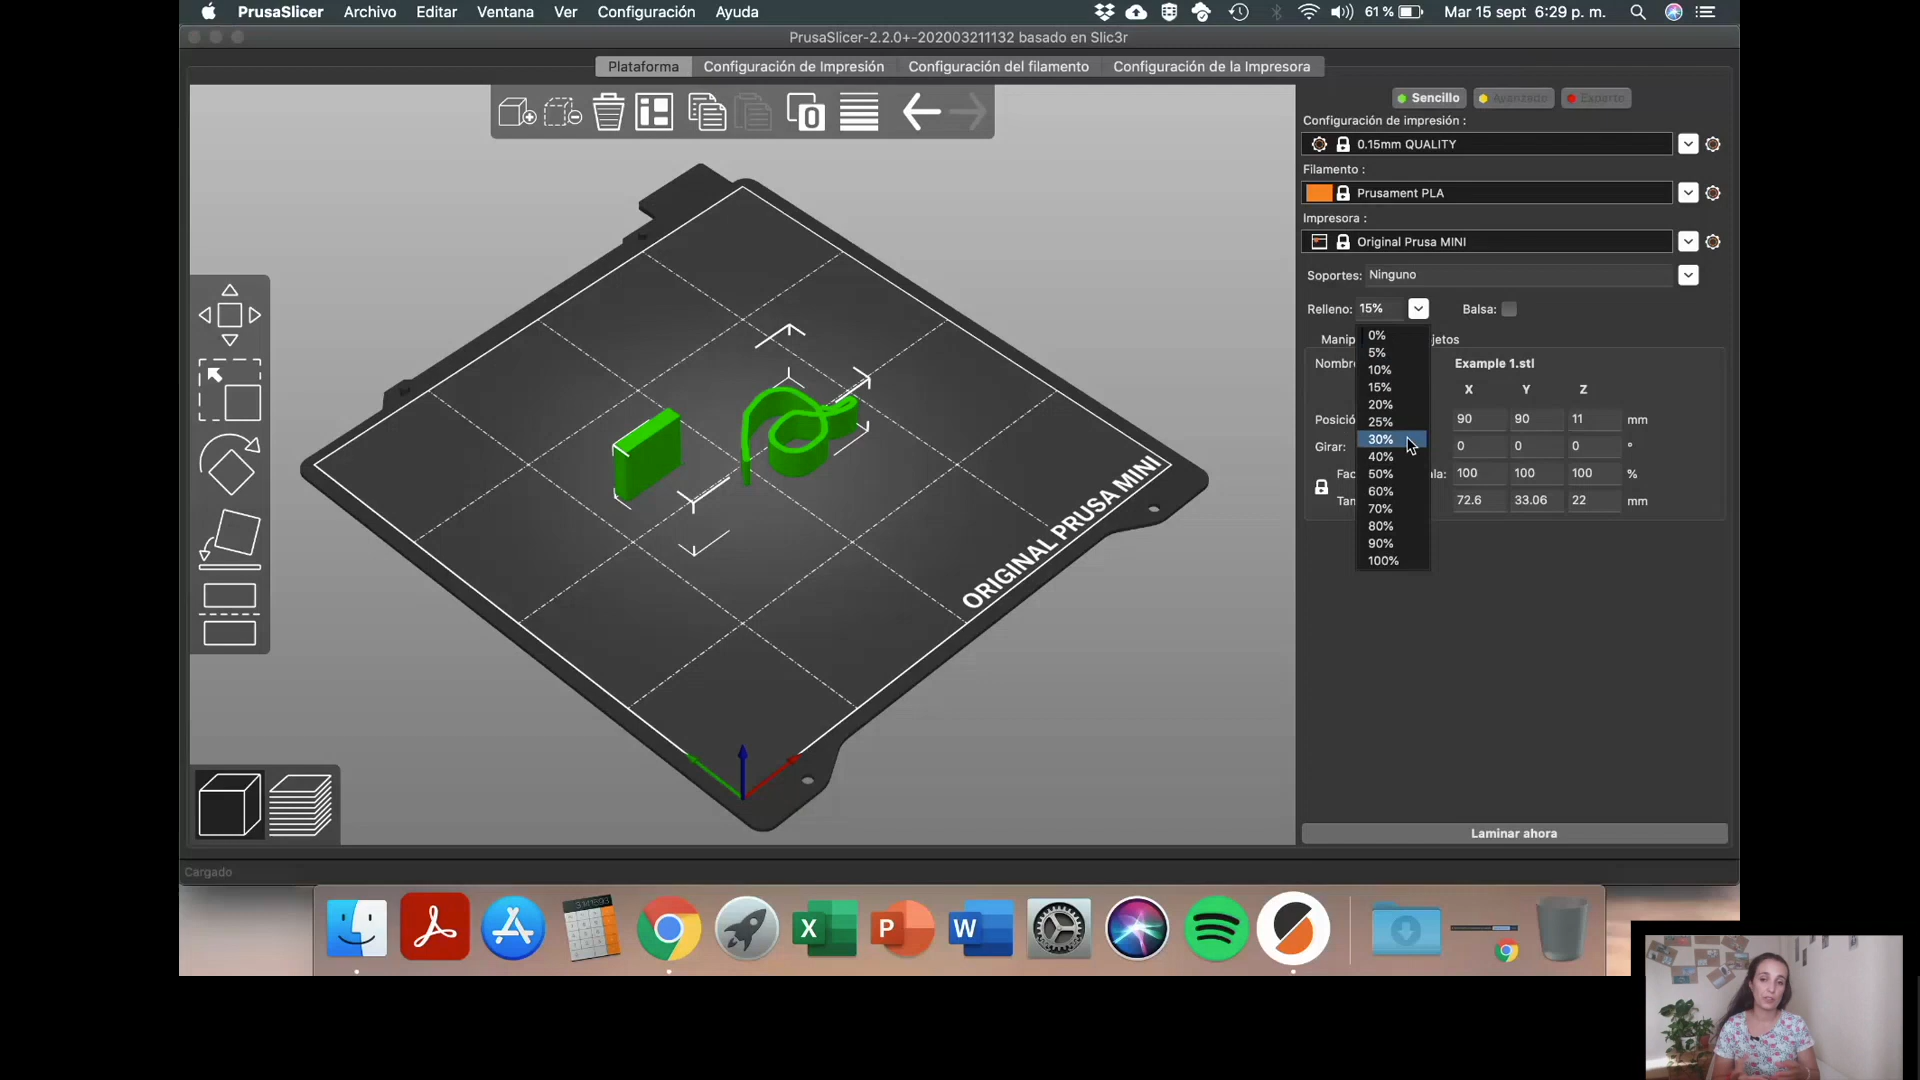 PrusaSlicer Archivo Editar Ventana Ver Configuración Ayuda 61 % Mar 15 sept 6:29 p. m.
PrusaSlicer-2.2.0+-202003211132 basado en Slic3r
Plataforma Configuración de Impresión Configuración del filamento Configuración de la Impresora
Sencillo Avanzado Experto
Configuración de impresión :
0.15mm QUALITY
Filamento :
Prusament PLA
Impresora :
Original Prusa MINI
Soportes: Ninguno
Relleno: 15% Balsa:
0%
Manip jetos
5%
Nombre Example 1.stl
10%
15% X Y Z
20%
Posició 90 90 11 mm
25%
30%
Girar: 0 0 0 °
40%
Fac ala: 100 100 100 %
50%
60%
Tam 72.6 33.06 22 mm
70%
80%
90%
100%
ORIGINAL PRUSA MINI
Laminar ahora
Cargado
X P W